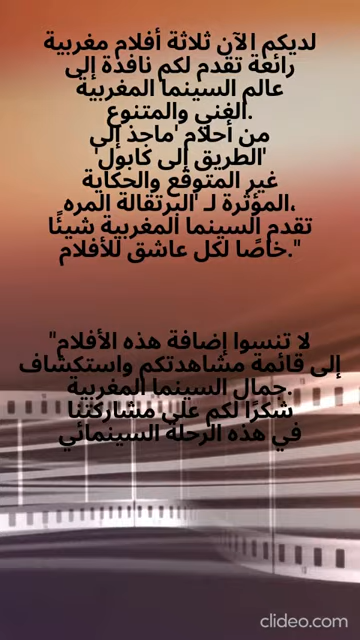 لديكم الآن ثلاثة أفلام مغربية
رائعة تقدم لكم نافذة إلى
عالم السينما المغربية
الغني والمتنوع.
من أحلام 'ماجد إلى
'الطريق إلى كابول'
غير المتوقع والحكاية
المؤثرة لـ 'البرتقالة المره،
تقدم السينما المغربية شيئًا
خاصًا لكل عاشق للأفلام."
"لا تنسوا إضافة هذه الأفلام
إلى قائمة مشاهدتكم واستكشاف
جمال السينما المغربية.
شكرًا لكم على مشاركتنا
في هذه الرحلة السينمائي
clideo.com